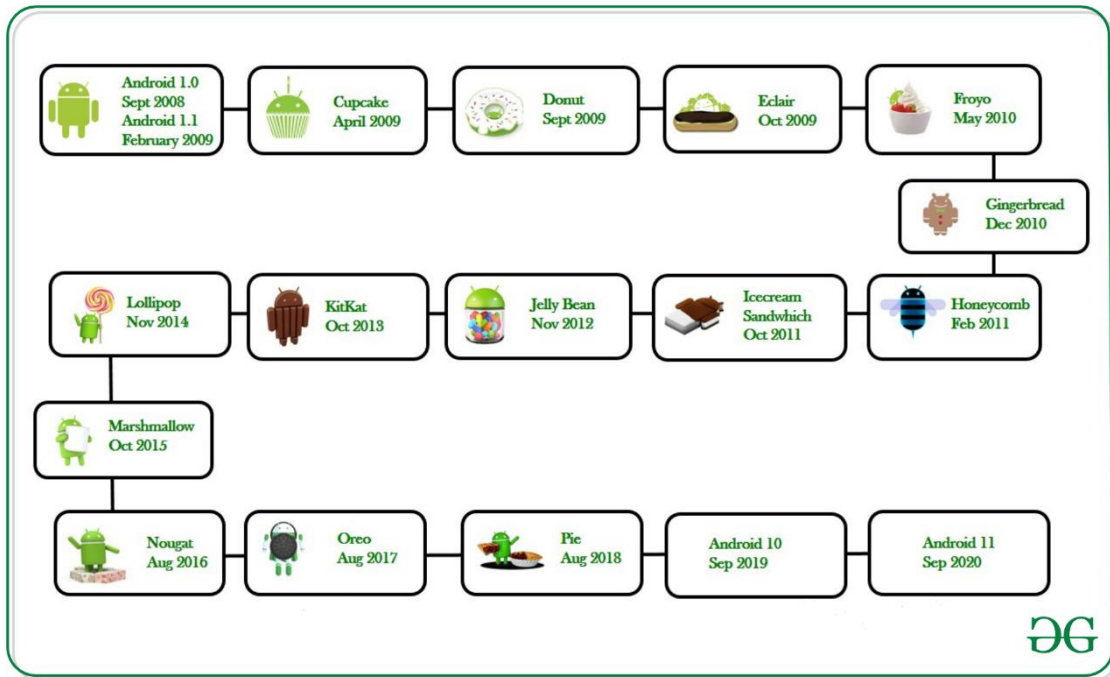 Android 1.0
Sept 2008
Android 1.1
February 2009
Cupcake
April 2009
Donut
Sept 2009
Eclair
Oct 2009
Froyo
May 2010
Gingerbread
Dec 2010
Honeycomb
Feb 2011
Icecream
Sandwhich
Oct 2011
Jelly Bean
Nov 2012
KitKat
Oct 2013
Lollipop
Nov 2014
Marshmallow
Oct 2015
Nougat
Aug 2016
Oreo
Aug 2017
Pie
Aug 2018
Android 10
Sep 2019
Android 11
Sep 2020